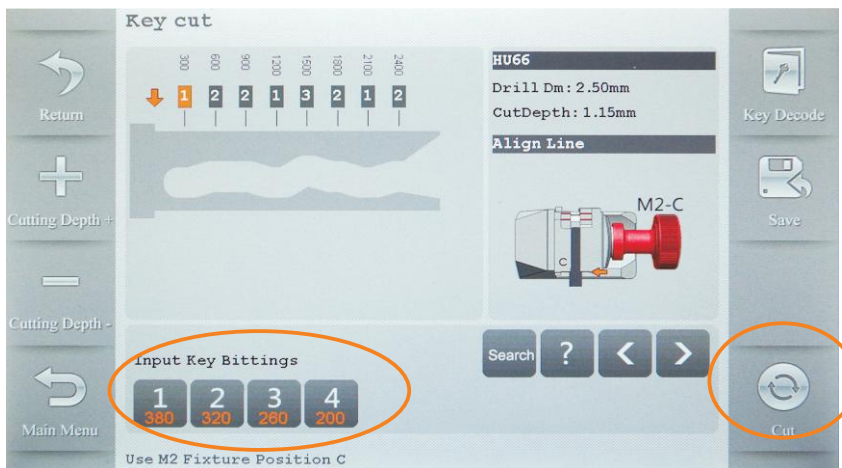 Key cut
Return
Cutting Depth +
Cutting Depth -
Main Menu
300 600 900 1200 1500 1800 2100 2400
1 2 2 1 3 2 1 2
HU66
Drill Dm: 2.50mm
CutDepth: 1.15mm
Align Line
M2-C
C
Input Key Bittings
1 2 3 4
380 320 260 200
Search ? < >
Use M2 Fixture Position C
Key Decode
Save
Cut